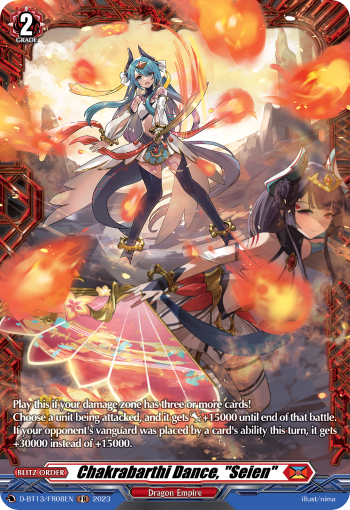 2
GRADE
Play this if your damage zone has three or more cards!
Choose a unit being attacked, and it gets +15000 until end of that battle.
If your opponent's vanguard was placed by a card's ability this turn, it gets
+30000 instead of +15000.
BLITZ ORDER
Chakrabarthi Dance, "Seien"
Dragon Empire
D-BT13/FR08EN FR 2023 illust/nima